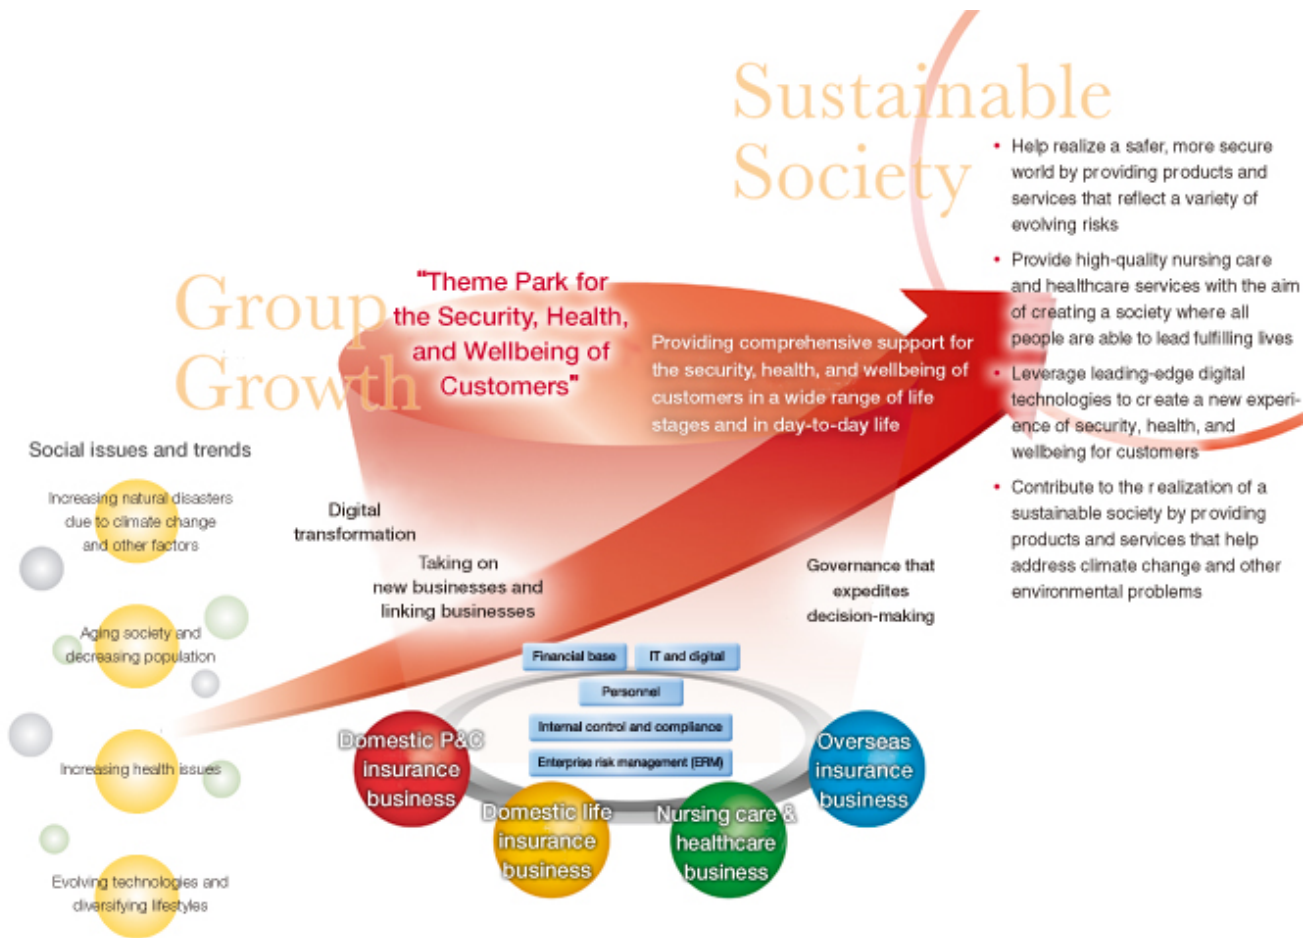 Sustainable
Society
• Help realize a safer, more secure
world by providing products and
services that reflect a variety of
evolving risks
• Provide high-quality nursing care
and healthcare services with the aim
of creating a society where all
people are able to lead fulfilling lives
• Leverage leading-edge digital
technologies to create a new experi-
ence of security, health, and
wellbeing for customers
• Contribute to the realization of a
sustainable society by providing
products and services that help
address climate change and other
environmental problems
Group
Growth
"Theme Park for
the Security, Health,
and Wellbeing of
Customers"
Providing comprehensive support for
the security, health, and wellbeing of
customers in a wide range of life
stages and in day-to-day life
Social issues and trends
Increasing natural disasters
due to climate change
and other factors
Aging society and
decreasing population
Increasing health issues
Evolving technologies and
diversifying lifestyles
Digital
transformation
Taking on
new businesses and
linking businesses
Governance that
expedites
decision-making
Financial base
IT and digital
Personnel
Internal control and compliance
Enterprise risk management (ERM)
Domestic P&C
insurance
business
Domestic life
insurance
business
Nursing care &
healthcare
business
Overseas
insurance
business